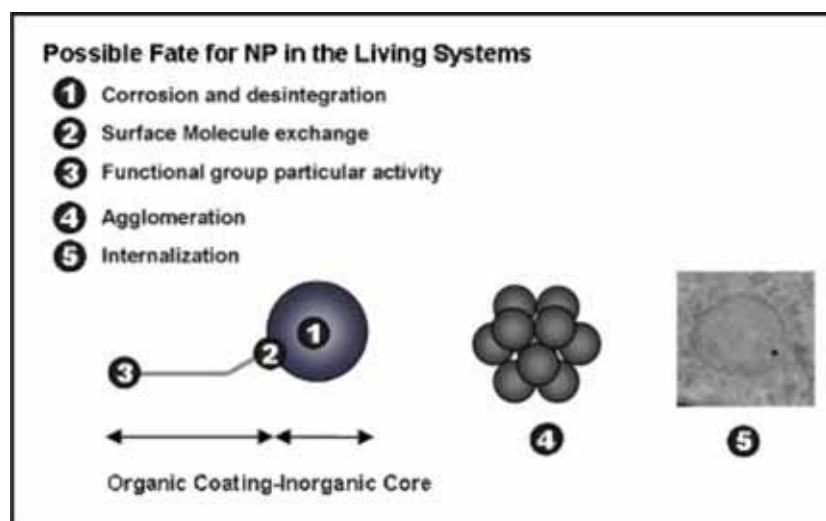 Possible Fate for NP in the Living Systems
1 Corrosion and desintegration
2 Surface Molecule exchange
3 Functional group particular activity
4 Agglomeration
5 Internalization
1
2
3
4
5
Organic Coating-Inorganic Core